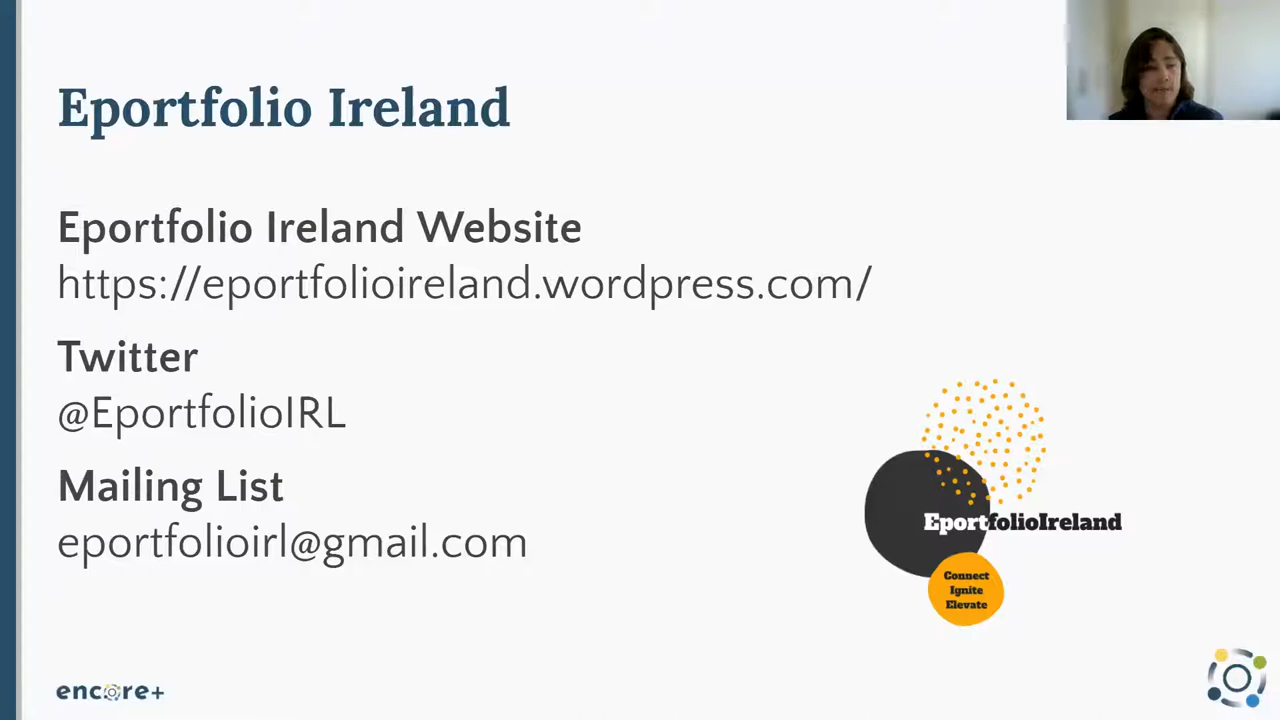 Eportfolio Ireland
Eportfolio Ireland Website
https://eportfolioireland.wordpress.com/
Twitter
@EportfolioIRL
Mailing List
eportfolioirl@gmail.com
EportfolioIreland
Connect
Ignite
Elevate
encore+